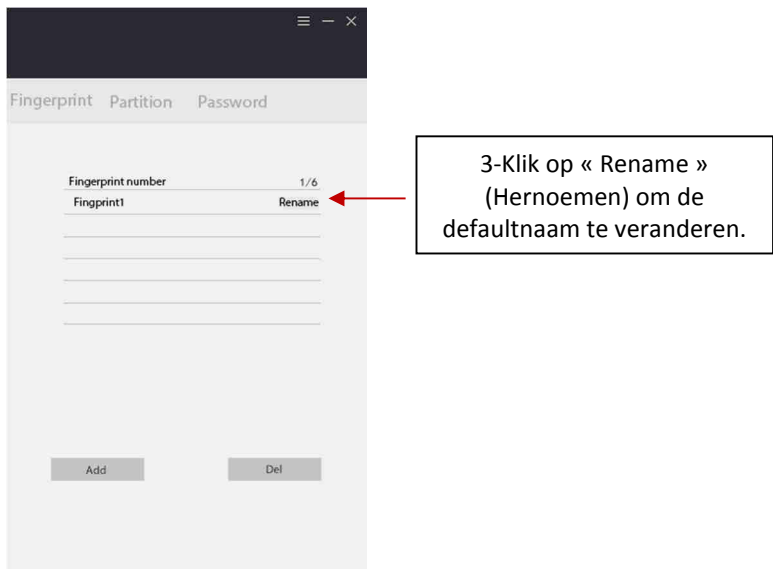 Fingerprint Partition Password
Fingerprint number 1/6
Fingprint1 Rename
3-Klik op « Rename »
(Hernoemen) om de
defaultnaam te veranderen.
Add Del